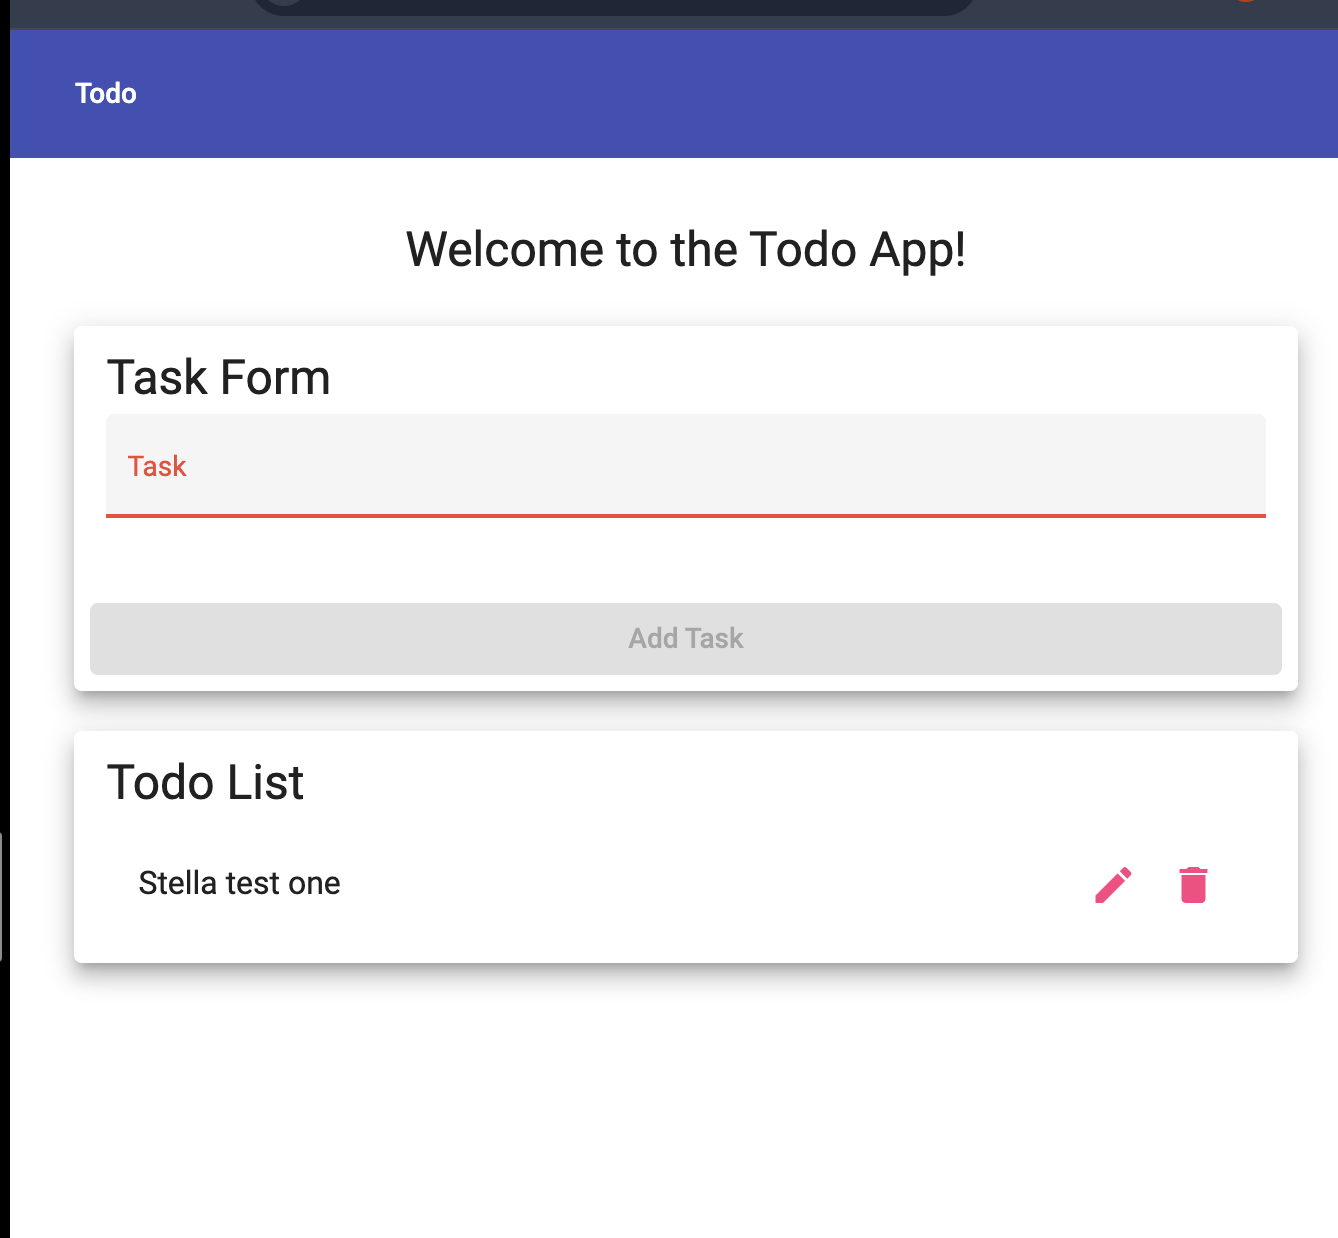 Todo
Welcome to the Todo App!
Task Form
Task
Add Task
Todo List
Stella test one